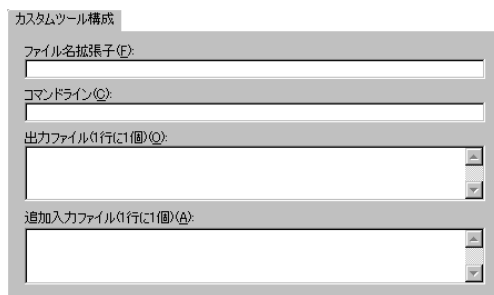 カスタムツール構成
ファイル名拡張子(F):
コマンドライン(C):
出力ファイル(1行に1個)(O):
追加入力ファイル(1行に1個)(A):